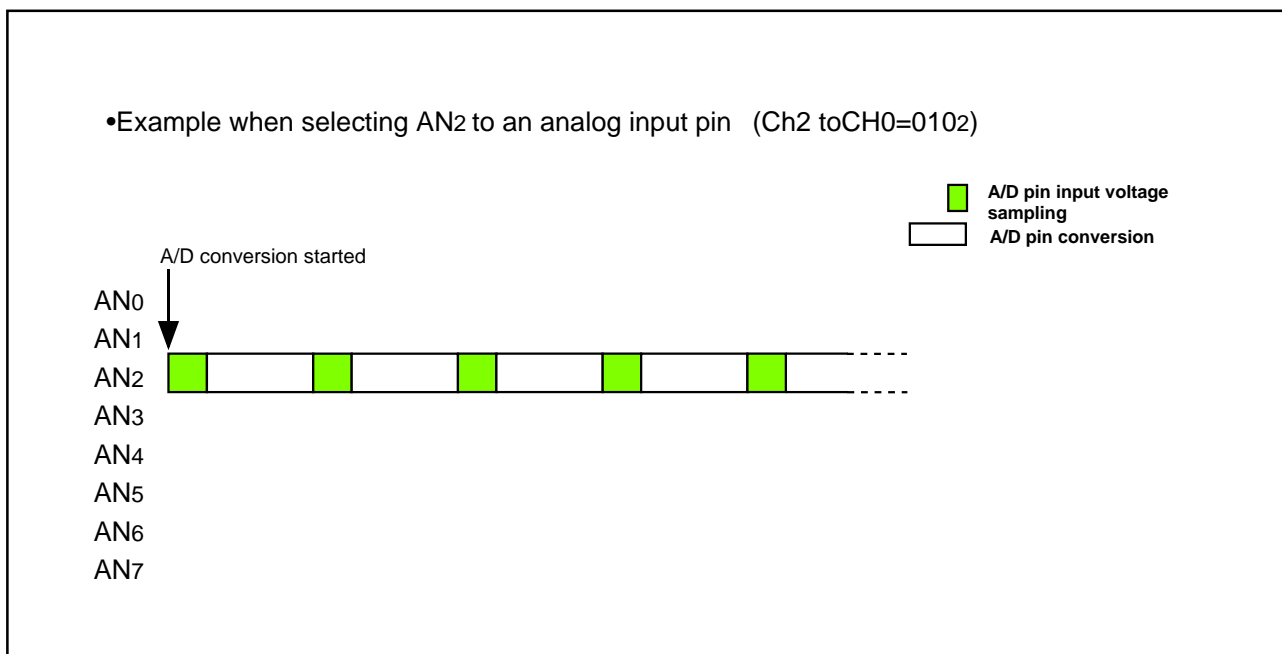 •Example when selecting AN2 to an analog input pin (Ch2 toCH0=0102)
A/D pin input voltage
sampling
A/D pin conversion
A/D conversion started
AN0
AN1
AN2
AN3
AN4
AN5
AN6
AN7